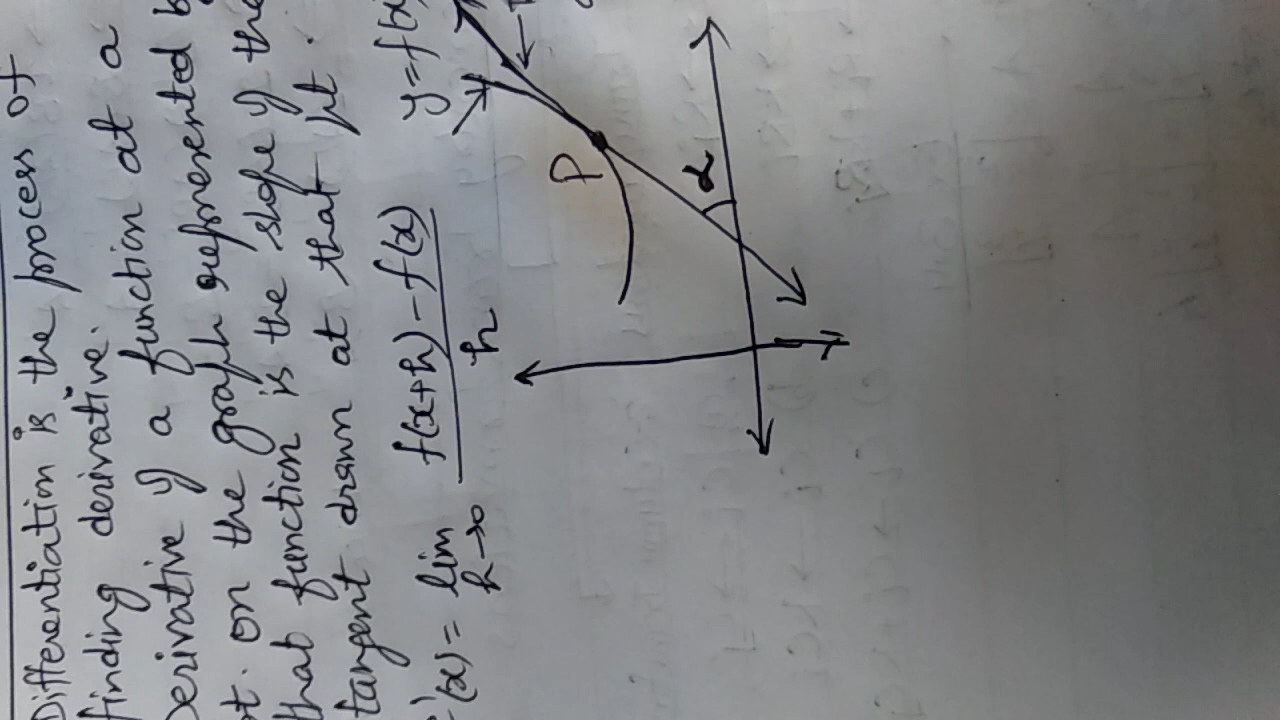 Differentiation is the process of
finding derivative.
Derivative of a function at a
pt. on the graph represented by
that function is the slope of the
tangent drawn at that pt.
f'(x) = lim h→0 f(x+h) - f(x) / h
y = f(x)
P
α